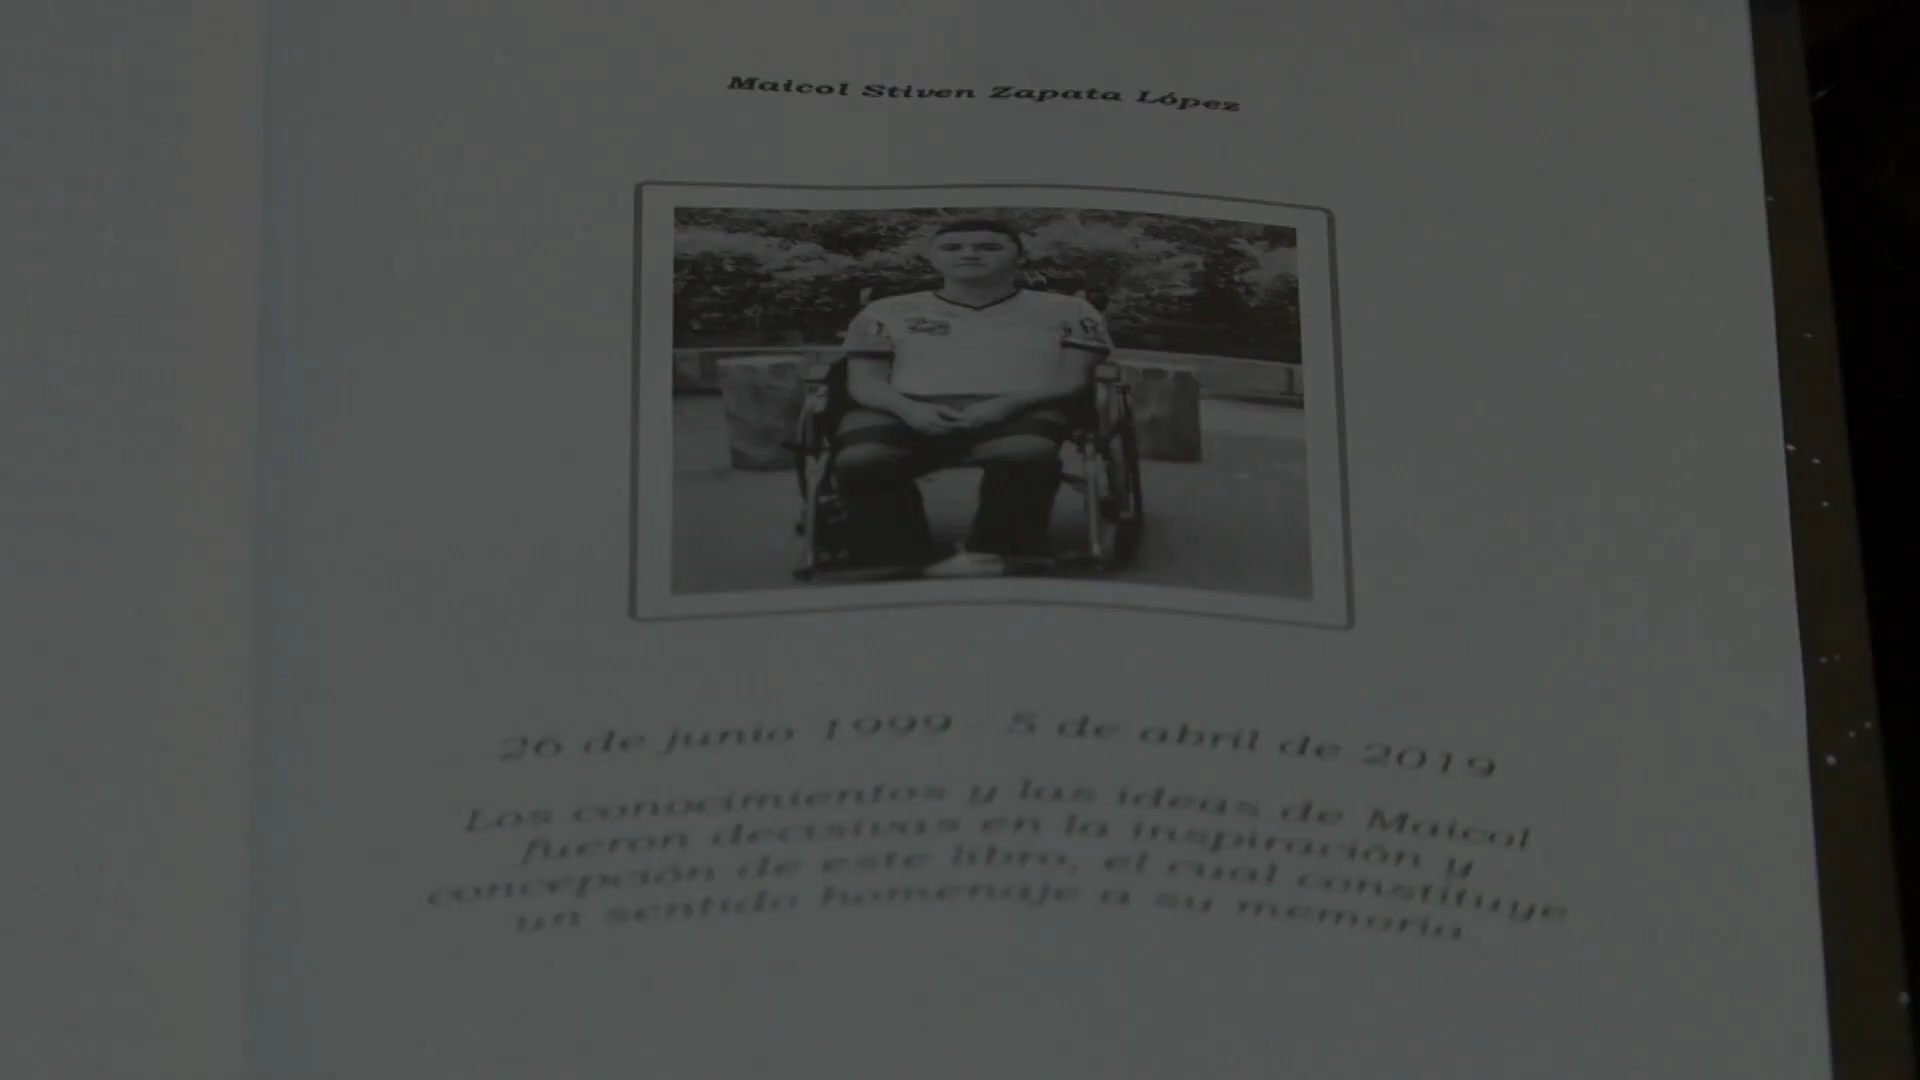 Maicol Stiven Zapata López
26 de junio 1999 - 5 de abril de 2019
Los conocimientos y las ideas de Maicol
fueron decisivas en la inspiración y
concepción de este libro, el cual constituye
un sentido homenaje a su memoria